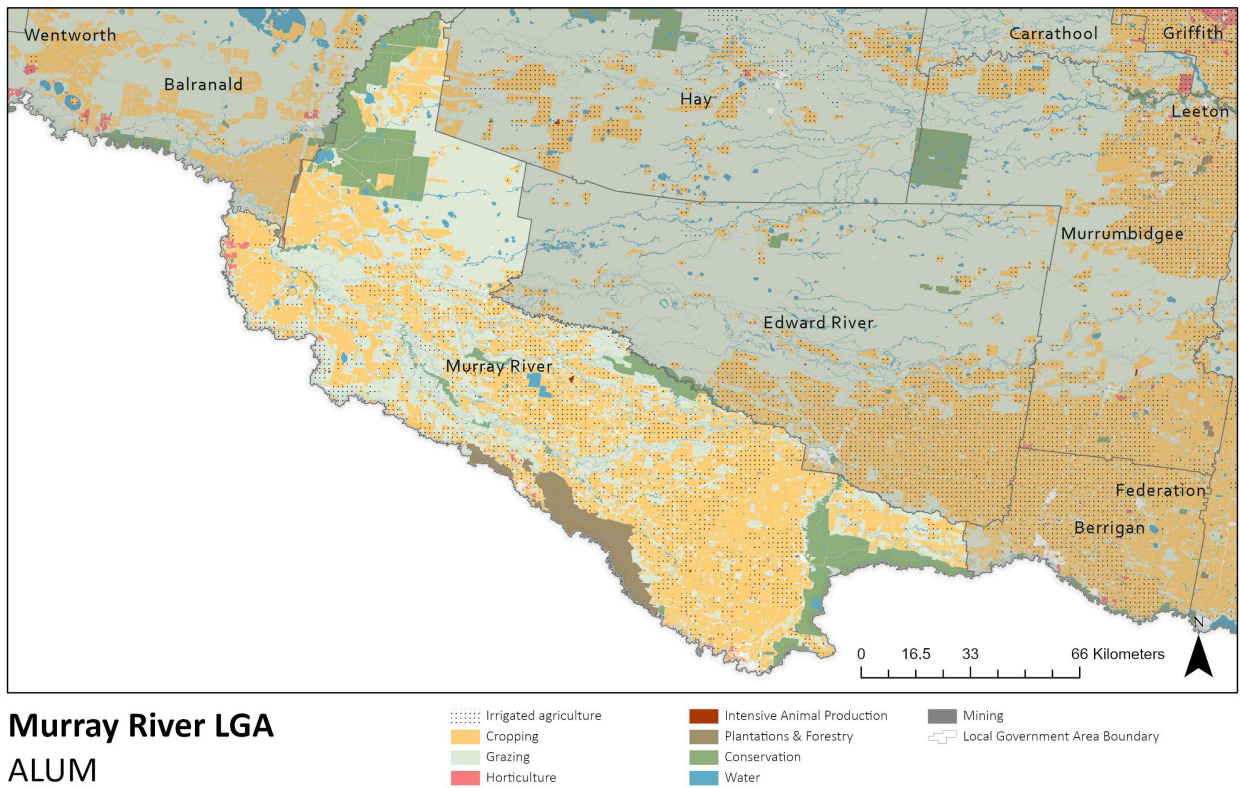 Wentworth
Carrathool
Griffith
Balranald
Hay
Leeton
Murrumbidgee
Edward River
Murray River
Federation
Berrigan
N
0 16.5 33 66 Kilometers
Murray River LGA
ALUM
Irrigated agriculture
Cropping
Grazing
Horticulture
Intensive Animal Production
Plantations & Forestry
Conservation
Water
Mining
Local Government Area Boundary